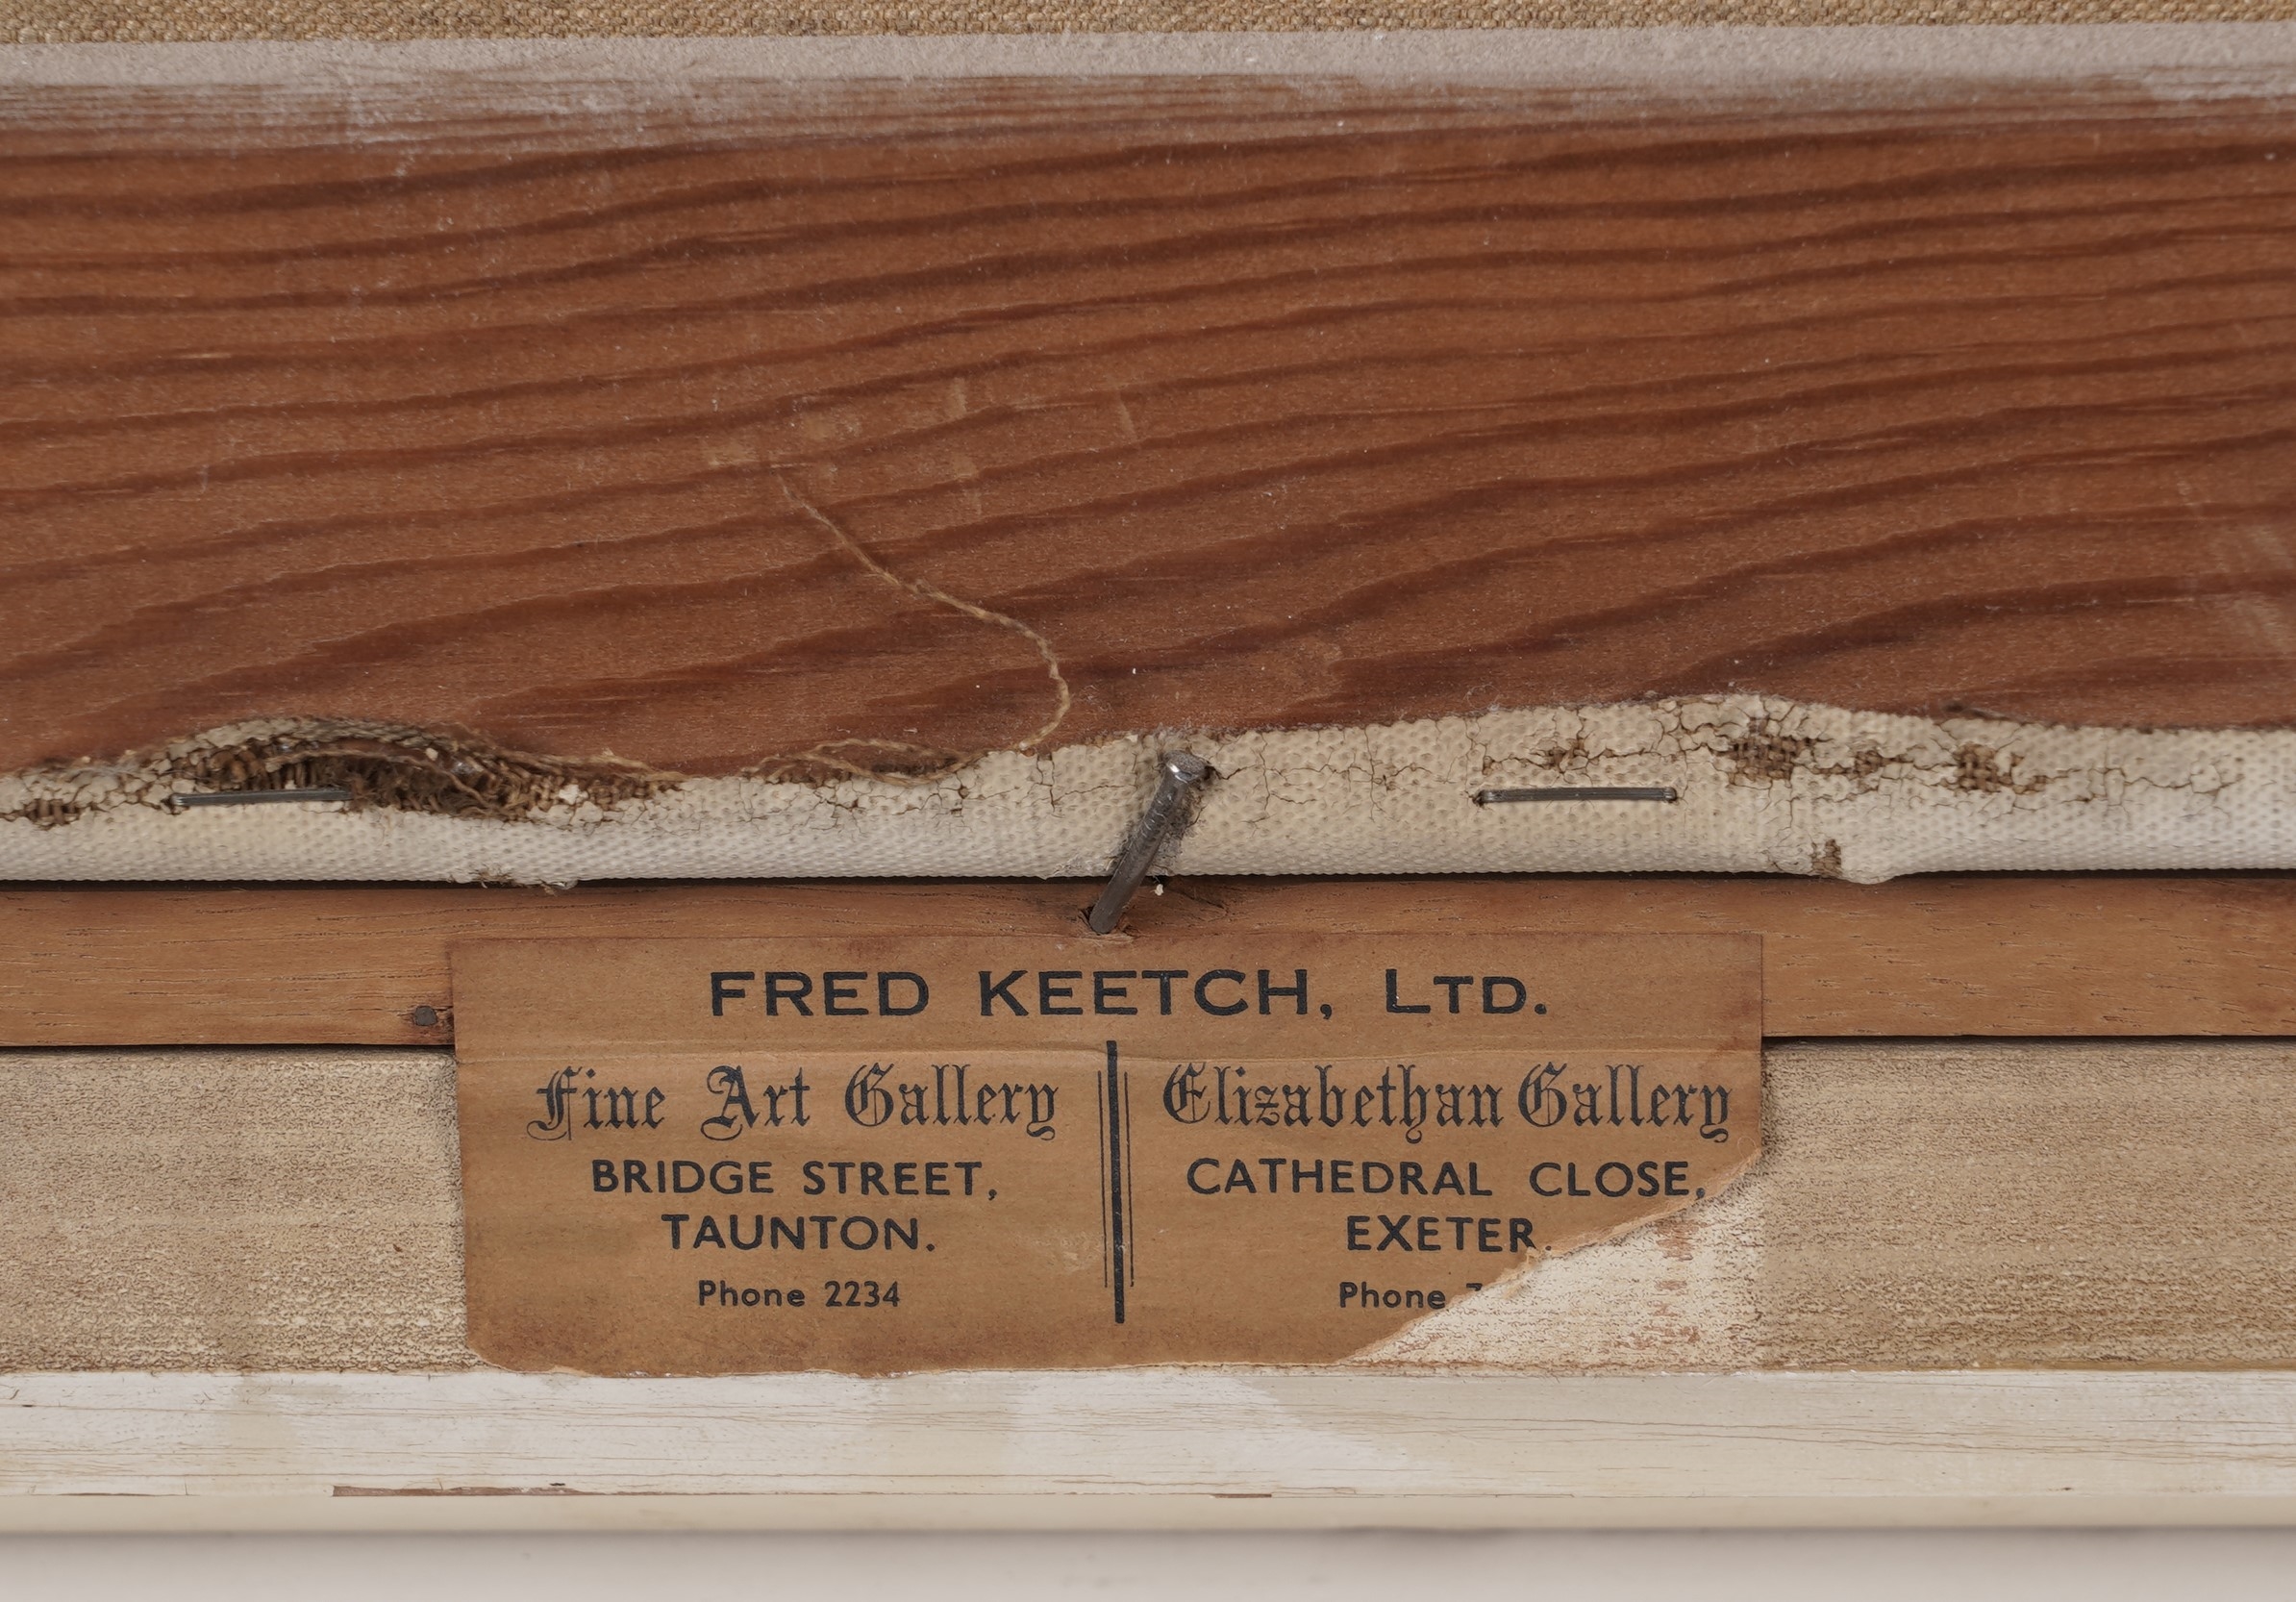 FRED KEETCH, LTD.
Fine Art Gallery
BRIDGE STREET,
TAUNTON.
Phone 2234
Elizabethan Gallery
CATHEDRAL CLOSE,
EXETER.
Phone